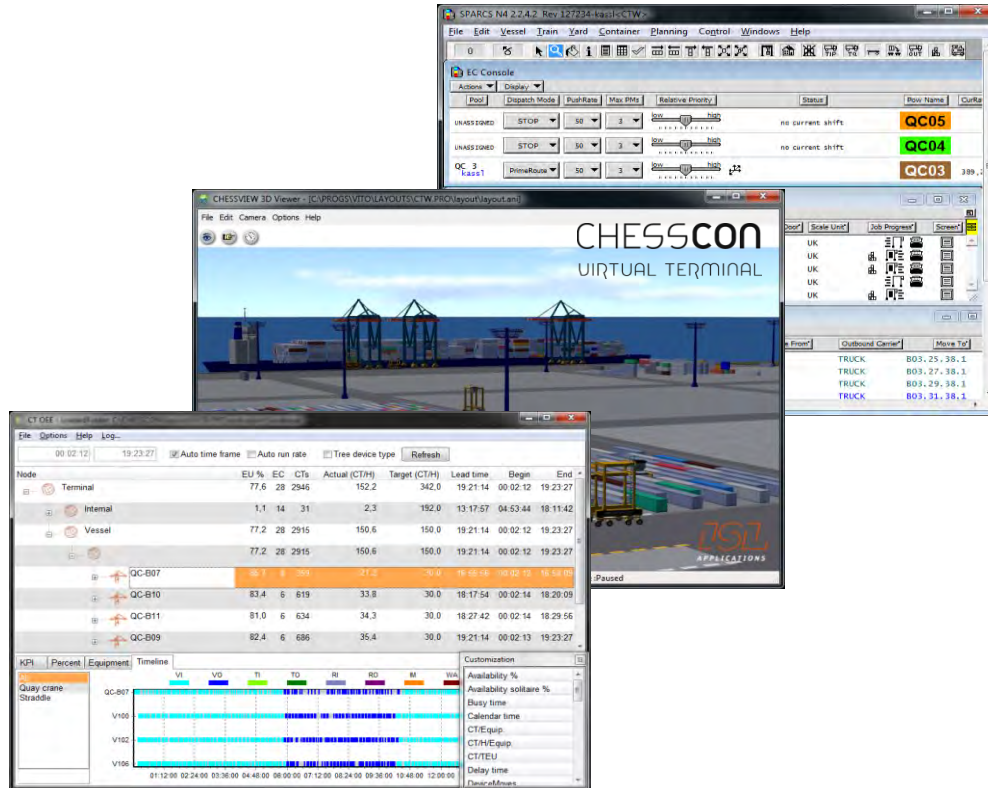 SPARCS N4 2.2.4.2 Rev 127234-kassl<CTW>
File Edit Vessel Train Yard Container Planning Control Windows Help
0
EC Console
Actions Display
Pool Dispatch Mode PushRate Max PMs Relative Priority Status Pow Name CurRa
UNASSIGNED STOP 50 3 low high no current shift QC05
UNASSIGNED STOP 50 3 low high no current shift QC04
QC 3 PrimeRoute 50 3 low high QC03 389,2
kassl
Door* Scale Unit* Job Progress* Screen*
UK
UK
UK
UK
UK
From* Outbound Carrier* Move To*
TRUCK B03.25.38.1
TRUCK B03.27.38.1
TRUCK B03.29.38.1
TRUCK B03.31.38.1
CHESSVIEW 3D Viewer - [C:\PROGS\VITO\LAYOUTS\CTW.PRO\layout\layout.ani]
File Edit Camera Options Help
CHESSCON
VIRTUAL TERMINAL
APPLICATIONS
:Paused
CT OEE
File Options Help Log...
00:02:12 19:23:27 Auto time frame Auto run rate Tree device type Refresh
Node EU % EC CTs Actual (CT/H) Target (CT/H) Lead time Begin End
Terminal 77,6 28 2946 152,2 342,0 19:21:14 00:02:12 19:23:27
Internal 1,1 14 31 2,3 192,0 13:17:57 04:53:44 18:11:42
Vessel 77,2 28 2915 150,6 150,0 19:21:14 00:02:12 19:23:27
77,2 28 2915 150,6 150,0 19:21:14 00:02:12 19:23:27
QC-B07
QC-B10 83,4 6 619 33,8 30,0 18:17:54 00:02:14 18:20:09
QC-B11 81,0 6 634 34,3 30,0 18:27:42 00:02:14 18:29:56
QC-B09 82,4 6 686 35,4 30,0 19:21:14 00:02:13 19:23:27
KPI Percent Equipment Timeline
Quay crane
Straddle
VI VO TI TO RI RO IM WA
QC-B07
V100
V102
V106
01:12:00 02:24:00 03:36:00 04:48:00 06:00:00 07:12:00 08:24:00 09:36:00 10:48:00 12:00:00
Customization
Availability %
Availability solitaire %
Busy time
Calendar time
CT/Equip.
CT/H/Equip.
CT/TEU
Delay time
DeviceMoves